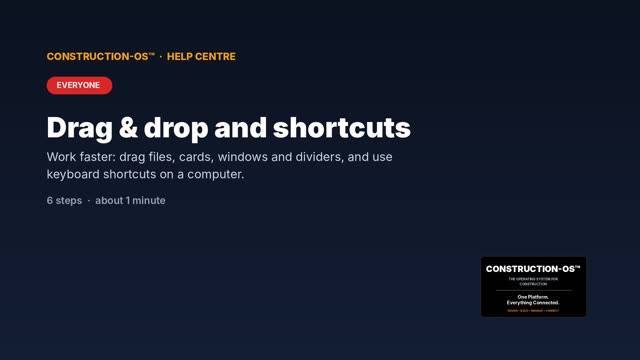 CONSTRUCTION-OS™ · HELP CENTRE
EVERYONE
Drag & drop and shortcuts
Work faster: drag files, cards, windows and dividers, and use
keyboard shortcuts on a computer.
6 steps · about 1 minute
CONSTRUCTION-OS™
THE OPERATING SYSTEM FOR
CONSTRUCTION
One Platform.
Everything Connected.